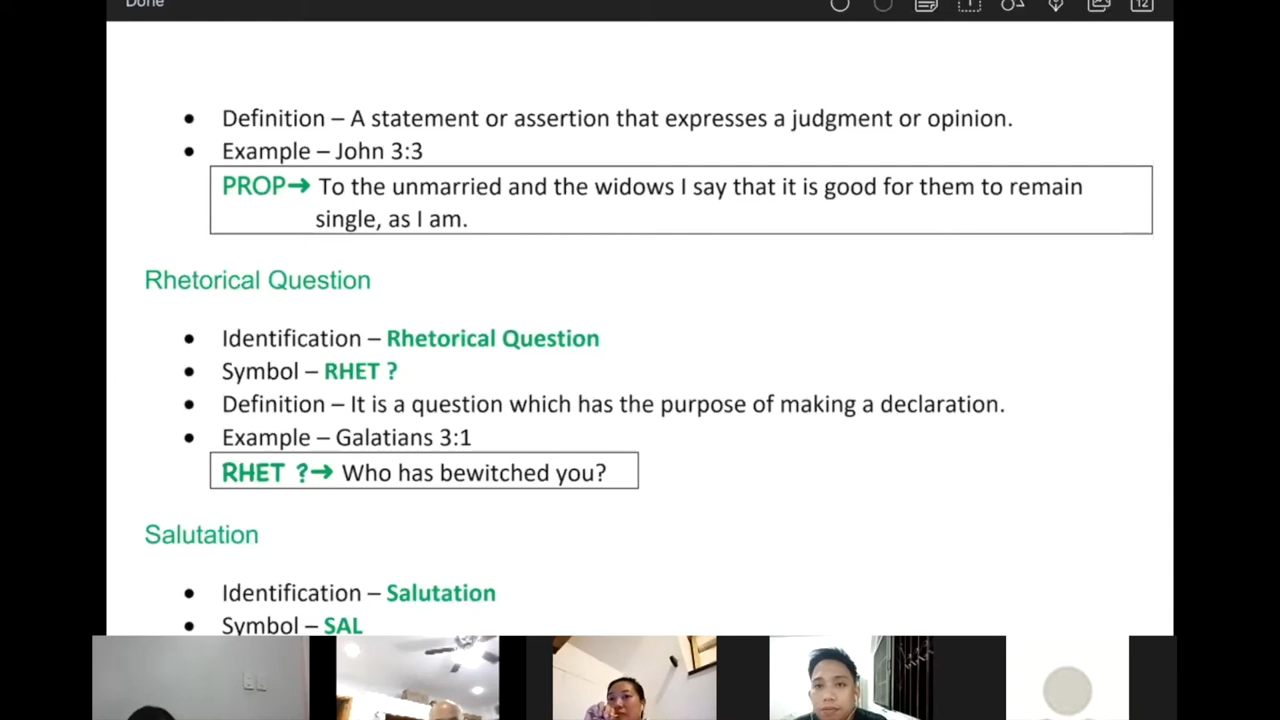 Done
• Definition – A statement or assertion that expresses a judgment or opinion.
• Example – John 3:3
PROP→ To the unmarried and the widows I say that it is good for them to remain
single, as I am.
Rhetorical Question
• Identification – Rhetorical Question
• Symbol – RHET ?
• Definition – It is a question which has the purpose of making a declaration.
• Example – Galatians 3:1
RHET ?→ Who has bewitched you?
Salutation
• Identification – Salutation
• Symbol – SAL